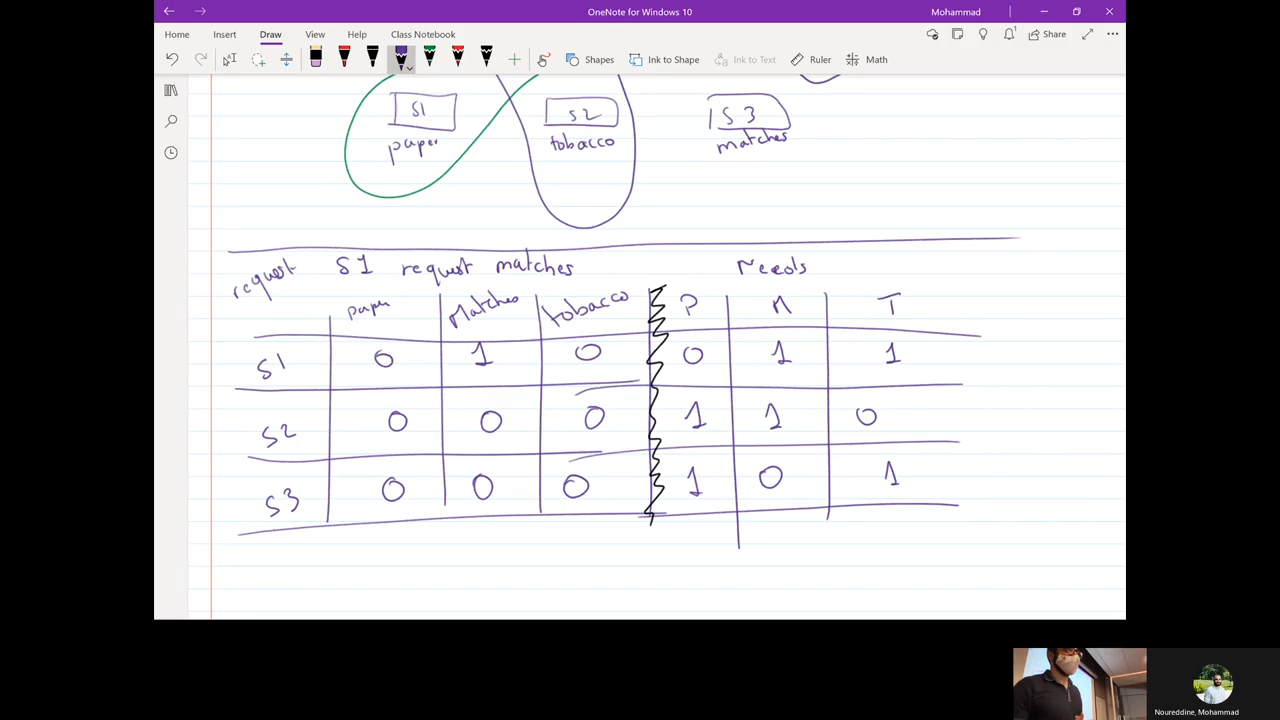 OneNote for Windows 10
Mohammad
Home Insert Draw View Help Class Notebook
Share
Shapes Ink to Shape Ink to Text Ruler Math
S1 S2 S3
paper tobacco matches
request S1 request matches Needs
paper Matches tobacco P M T
S1 0 1 0 0 1 1
S2 0 0 0 1 1 0
S3 0 0 0 1 0 1
Noureddine, Mohammad